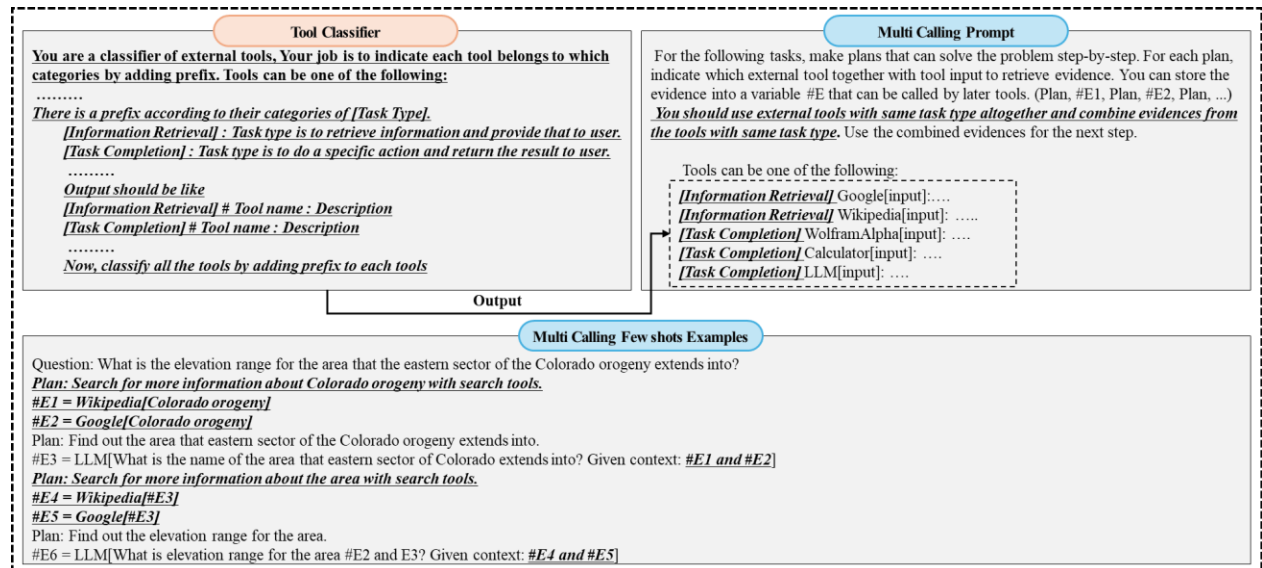 Tool Classifier
You are a classifier of external tools, Your job is to indicate each tool belongs to which
categories by adding prefix. Tools can be one of the following:
………
There is a prefix according to their categories of [Task Type].
[Information Retrieval] : Task type is to retrieve information and provide that to user.
[Task Completion] : Task type is to do a specific action and return the result to user.
………
Output should be like
[Information Retrieval] # Tool name : Description
[Task Completion] # Tool name : Description
………
Now, classify all the tools by adding prefix to each tools
Multi Calling Prompt
For the following tasks, make plans that can solve the problem step-by-step. For each plan,
indicate which external tool together with tool input to retrieve evidence. You can store the
evidence into a variable #E that can be called by later tools. (Plan, #E1, Plan, #E2, Plan, ...)
You should use external tools with same task type altogether and combine evidences from
the tools with same task type. Use the combined evidences for the next step.
Tools can be one of the following:
[Information Retrieval] Google[input]:….
[Information Retrieval] Wikipedia[input]: …..
[Task Completion] WolframAlpha[input]: ….
[Task Completion] Calculator[input]: ….
[Task Completion] LLM[input]: ….
Output
Multi Calling Few shots Examples
Question: What is the elevation range for the area that the eastern sector of the Colorado orogeny extends into?
Plan: Search for more information about Colorado orogeny with search tools.
#E1 = Wikipedia[Colorado orogeny]
#E2 = Google[Colorado orogeny]
Plan: Find out the area that eastern sector of the Colorado orogeny extends into.
#E3 = LLM[What is the name of the area that eastern sector of Colorado extends into? Given context: #E1 and #E2]
Plan: Search for more information about the area with search tools.
#E4 = Wikipedia[#E3]
#E5 = Google[#E3]
Plan: Find out the elevation range for the area.
#E6 = LLM[What is elevation range for the area #E2 and E3? Given context: #E4 and #E5]